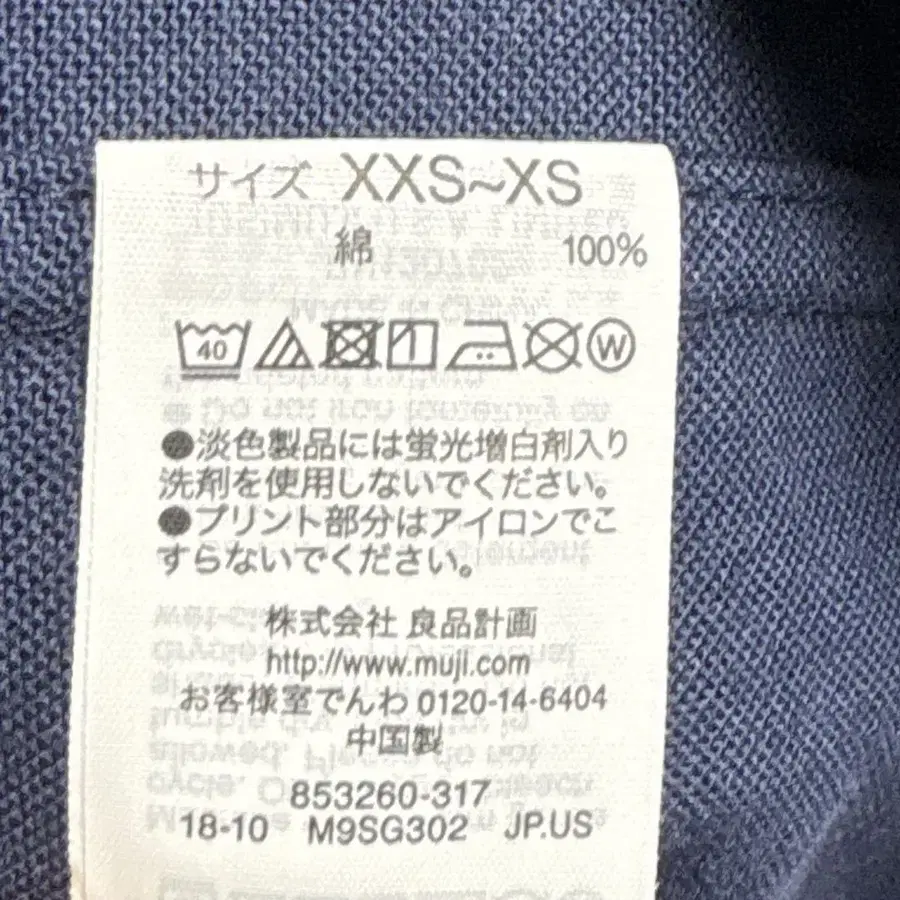 サイズ XXS~XS
綿 100%
40 W
●淡色製品には蛍光増白剤入り
洗剤を使用しないでください。
●プリント部分はアイロンでこ
すらないでください。
株式会社 良品計画
http://www.muji.com
お客様室でんわ 0120-14-6404
中国製
853260-317
18-10 M9SG302 JP.US